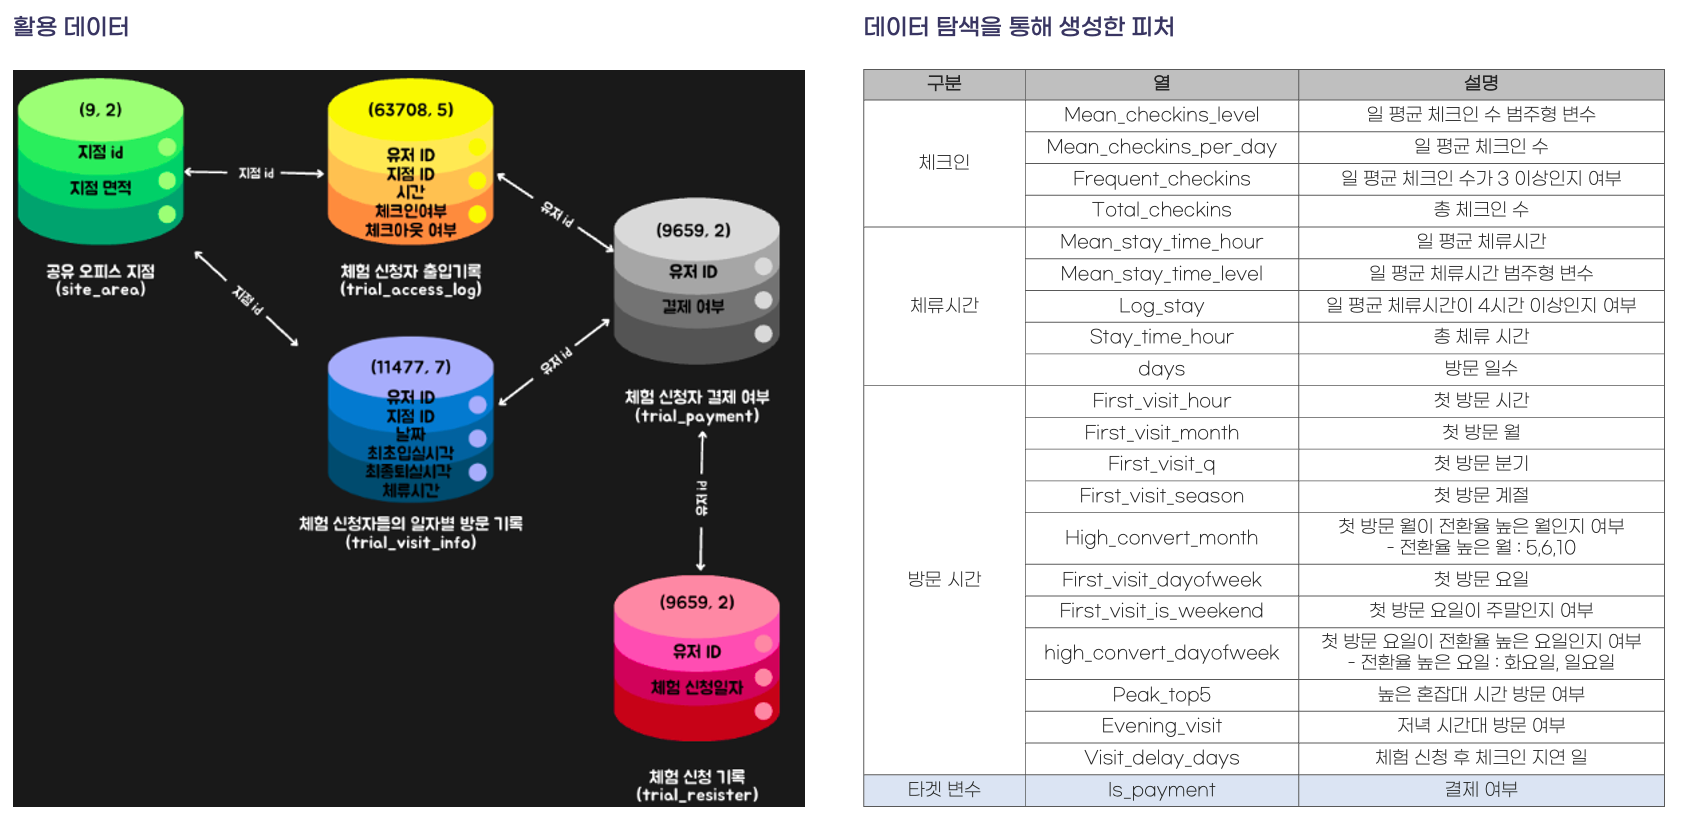 활용 데이터
(9, 2)
지점 id
지점 면적
공유 오피스 지점
(site_area)
지점 id
(63708, 5)
유저 ID
지점 ID
시간
체크인여부
체크아웃 여부
체험 신청자 출입기록
(trial_access_log)
유저 id
지점 id
(9659, 2)
유저 ID
결제 여부
체험 신청자 결제 여부
(trial_payment)
(11477, 7)
유저 ID
지점 ID
날짜
최초입실시각
최종퇴실시각
체류시간
체험 신청자들의 일자별 방문 기록
(trial_visit_info)
유저 id
유저 id
(9659, 2)
유저 ID
체험 신청일자
체험 신청 기록
(trial_resister)
데이터 탐색을 통해 생성한 피처
구분 열 설명
체크인
Mean_checkins_level 일 평균 체크인 수 범주형 변수
Mean_checkins_per_day 일 평균 체크인 수
Frequent_checkins 일 평균 체크인 수가 3 이상인지 여부
Total_checkins 총 체크인 수
체류시간
Mean_stay_time_hour 일 평균 체류시간
Mean_stay_time_level 일 평균 체류시간 범주형 변수
Log_stay 일 평균 체류시간이 4시간 이상인지 여부
Stay_time_hour 총 체류 시간
days 방문 일수
방문 시간
First_visit_hour 첫 방문 시간
First_visit_month 첫 방문 월
First_visit_q 첫 방문 분기
First_visit_season 첫 방문 계절
High_convert_month 첫 방문 월이 전환율 높은 월인지 여부
- 전환율 높은 월 : 5,6,10
First_visit_dayofweek 첫 방문 요일
First_visit_is_weekend 첫 방문 요일이 주말인지 여부
high_convert_dayofweek 첫 방문 요일이 전환율 높은 요일인지 여부
- 전환율 높은 요일 : 화요일, 일요일
Peak_top5 높은 혼잡대 시간 방문 여부
Evening_visit 저녁 시간대 방문 여부
Visit_delay_days 체험 신청 후 체크인 지연 일
타겟 변수 Is_payment 결제 여부